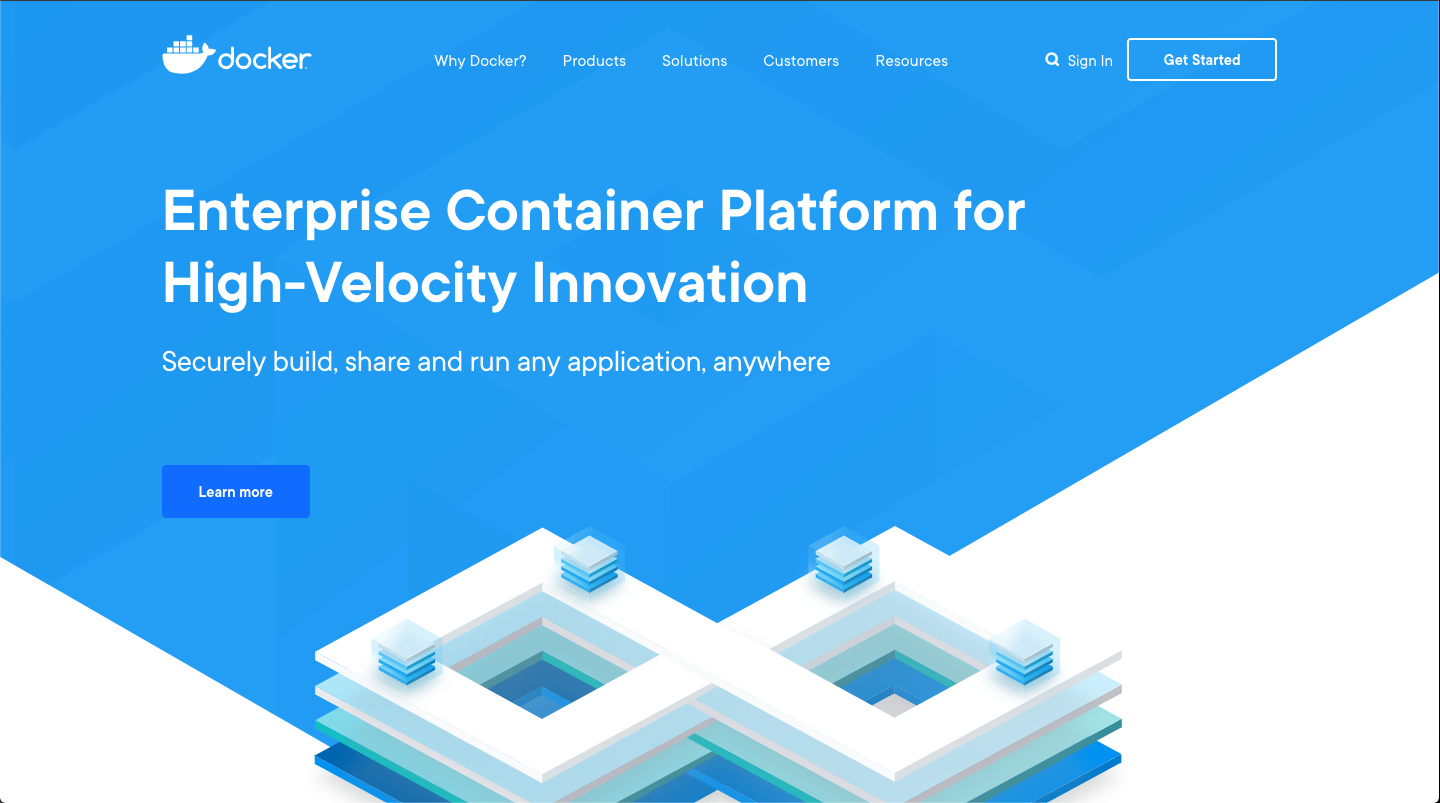 docker
Why Docker?
Products
Solutions
Customers
Resources
Sign In
Get Started
Enterprise Container Platform for
High-Velocity Innovation
Securely build, share and run any application, anywhere
Learn more